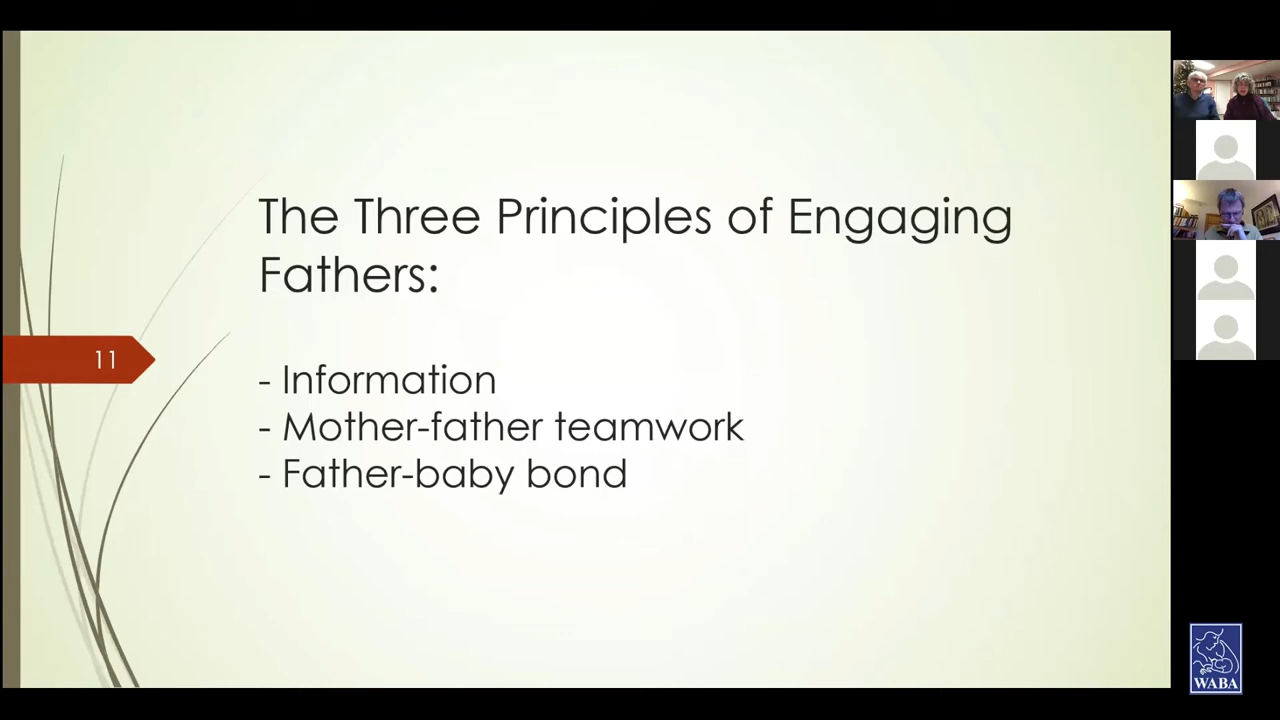 The Three Principles of Engaging
Fathers:
11
- Information
- Mother-father teamwork
- Father-baby bond
WABA